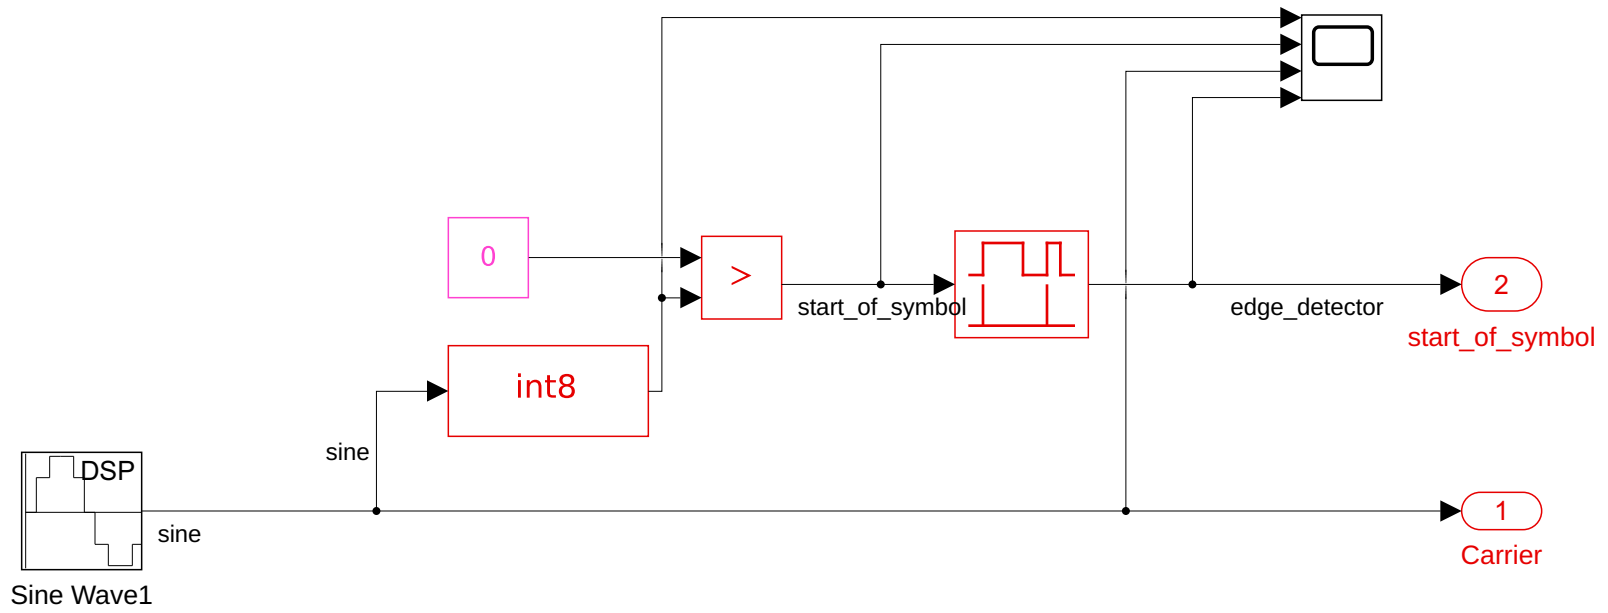 0
>
start_of_symbol
edge_detector
2
start_of_symbol
int8
sine
DSP
sine
1
Carrier
Sine Wave1